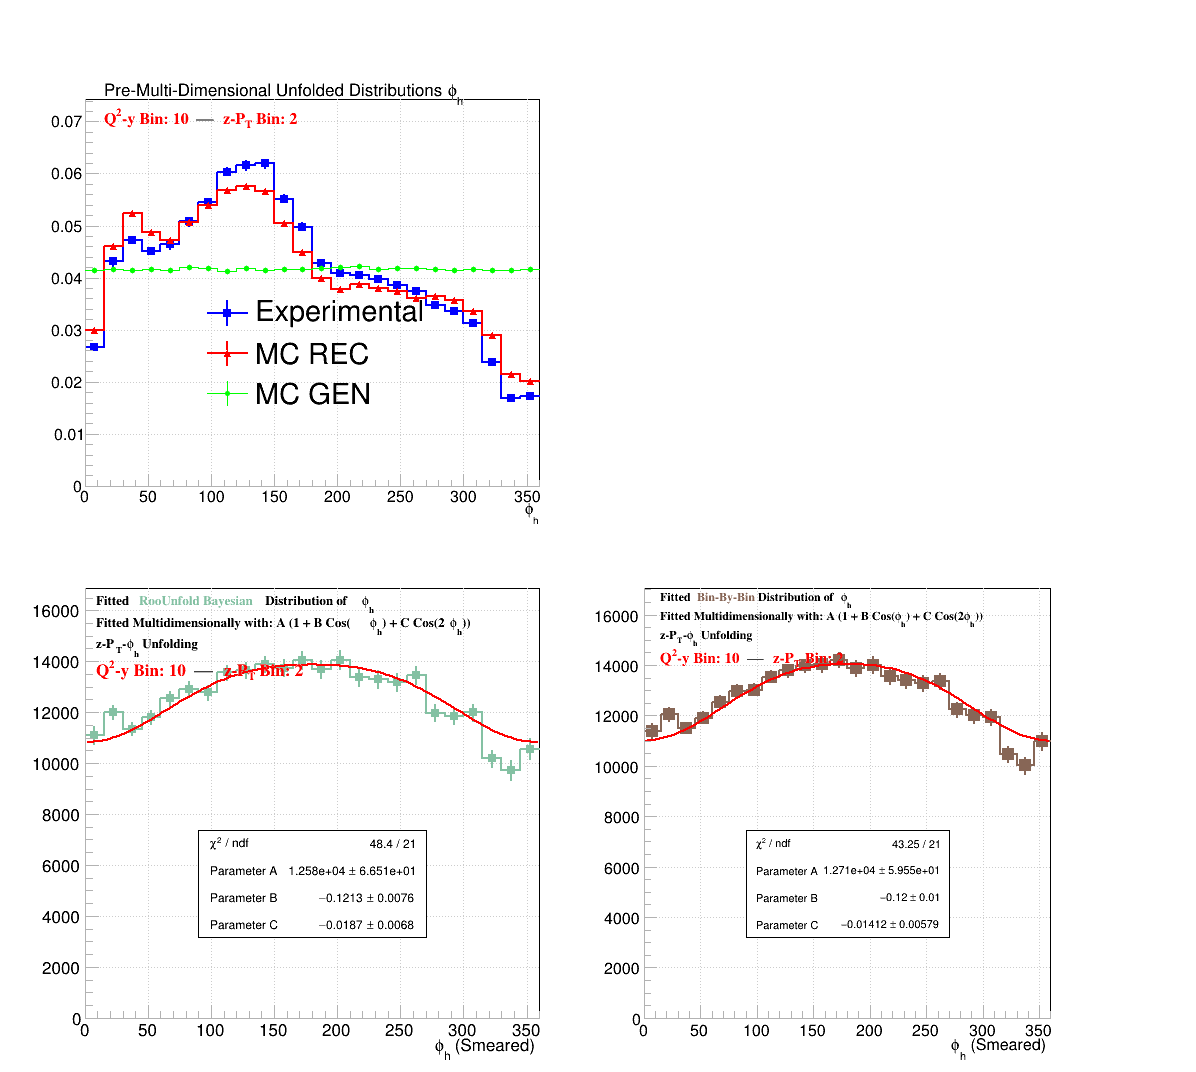 Pre-Multi-Dimensional Unfolded Distributions ϕh
Q2-y Bin: 10 — z-PT Bin: 2
0.07
0.06
0.05
0.04
0.03
0.02
0.01
0
Experimental
MC REC
MC GEN
0 50 100 150 200 250 300 350
ϕh
Fitted RooUnfold Bayesian Distribution of ϕh
Fitted Multidimensionally with: A (1 + B Cos( ϕh) + C Cos(2 ϕh))
z-PT-ϕh Unfolding
Q2-y Bin: 10 — z-PT Bin: 2
16000
14000
12000
10000
8000
6000
4000
2000
0
χ2 / ndf 48.4 / 21
Parameter A 1.258e+04 ± 6.651e+01
Parameter B −0.1213 ± 0.0076
Parameter C −0.0187 ± 0.0068
0 50 100 150 200 250 300 350
ϕh (Smeared)
Fitted Bin-By-Bin Distribution of ϕh
Fitted Multidimensionally with: A (1 + B Cos(ϕh) + C Cos(2ϕh))
z-PT-ϕh Unfolding
Q2-y Bin: 10 — z-PT Bin: 2
16000
14000
12000
10000
8000
6000
4000
2000
0
χ2 / ndf 43.25 / 21
Parameter A 1.271e+04 ± 5.955e+01
Parameter B −0.12 ± 0.01
Parameter C −0.01412 ± 0.00579
0 50 100 150 200 250 300 350
ϕh (Smeared)